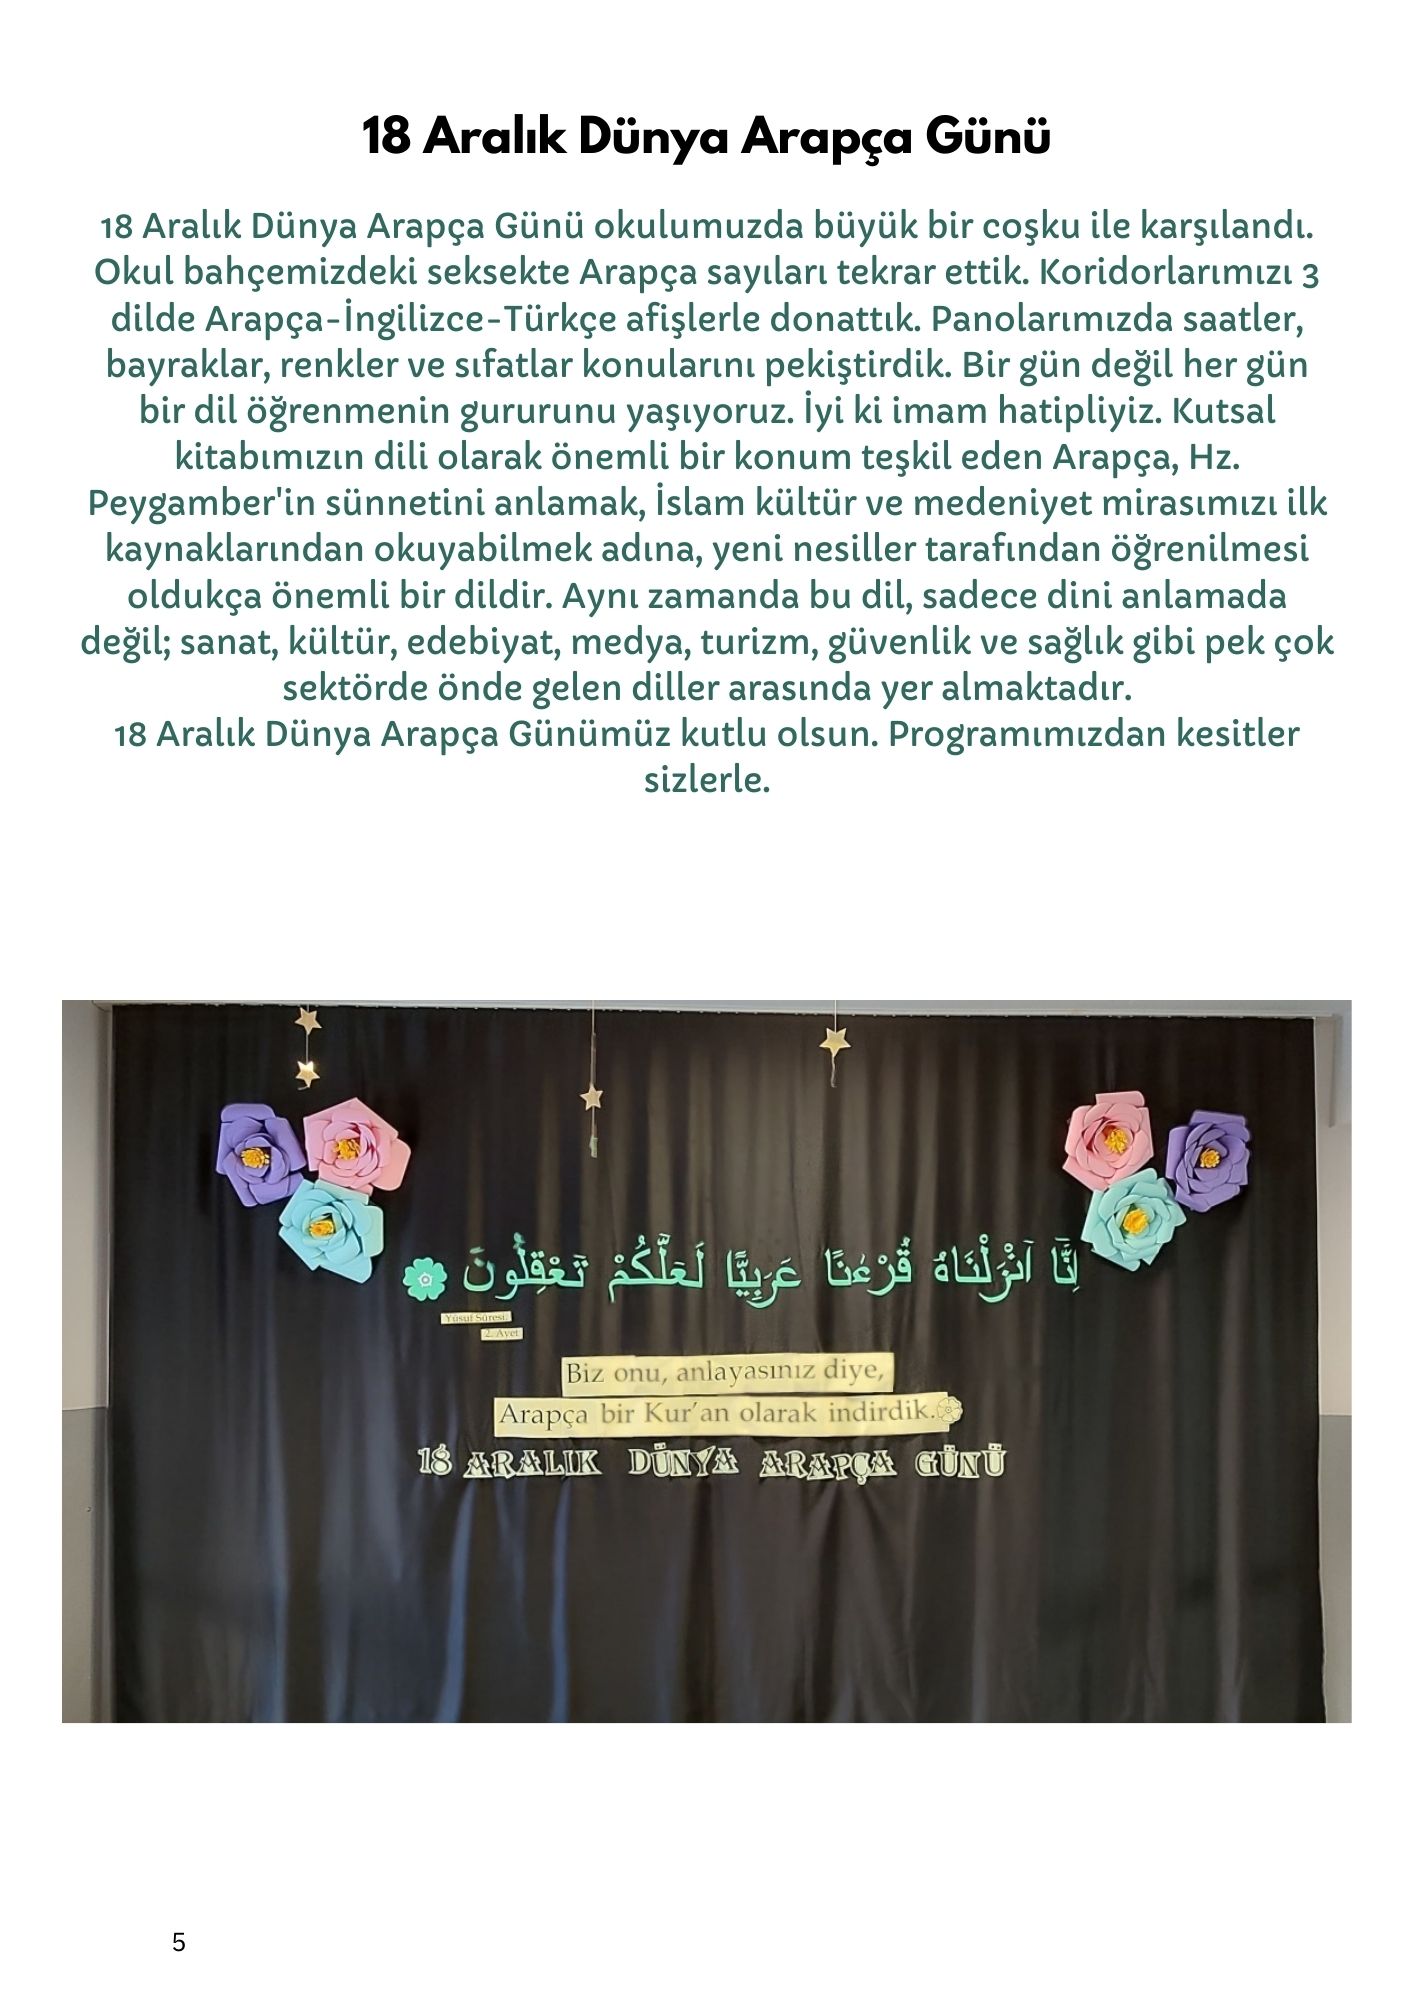 18 Aralık Dünya Arapça Günü
18 Aralık Dünya Arapça Günü okulumuzda büyük bir coşku ile karşılandı.
Okul bahçemizdeki seksekte Arapça sayıları tekrar ettik. Koridorlarımızı 3
dilde Arapça-İngilizce-Türkçe afişlerle donattık. Panolarımızda saatler,
bayraklar, renkler ve sıfatlar konularını pekiştirdik. Bir gün değil her gün
bir dil öğrenmenin gururunu yaşıyoruz. İyi ki imam hatipliyiz. Kutsal
kitabımızın dili olarak önemli bir konum teşkil eden Arapça, Hz.
Peygamber'in sünnetini anlamak, İslam kültür ve medeniyet mirasımızı ilk
kaynaklarından okuyabilmek adına, yeni nesiller tarafından öğrenilmesi
oldukça önemli bir dildir. Aynı zamanda bu dil, sadece dini anlamada
değil; sanat, kültür, edebiyat, medya, turizm, güvenlik ve sağlık gibi pek çok
sektörde önde gelen diller arasında yer almaktadır.
18 Aralık Dünya Arapça Günümüz kutlu olsun. Programımızdan kesitler
sizlerle.
اِنَّٓا اَنْزَلْنَاهُ قُرْءٰنًا عَرَبِيًّا لَعَلَّكُمْ تَعْقِلُونَ
Yûsuf Sûresi.
2. Ayet
Biz onu, anlayasınız diye,
Arapça bir Kur’an olarak indirdik.
18 ARALIK DÜNYA ARAPÇA GÜNÜ
5